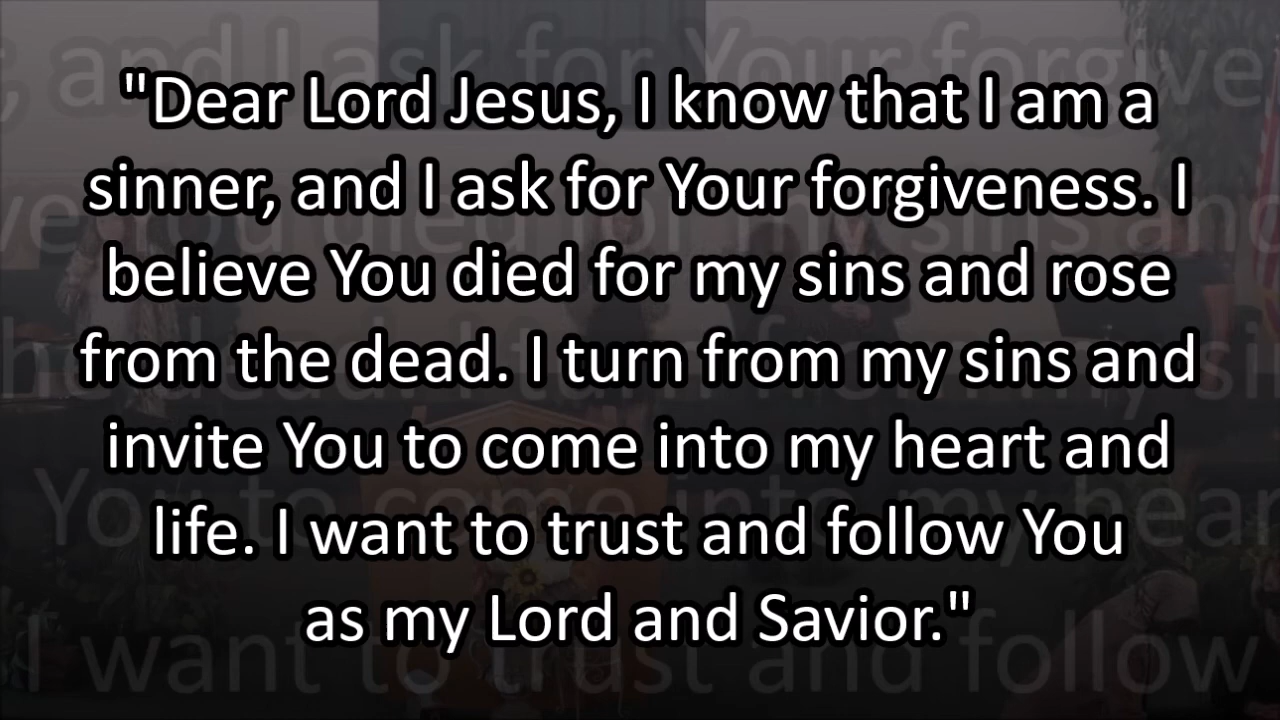 "Dear Lord Jesus, I know that I am a
sinner, and I ask for Your forgiveness. I
believe You died for my sins and rose
from the dead. I turn from my sins and
invite You to come into my heart and
life. I want to trust and follow You
as my Lord and Savior."